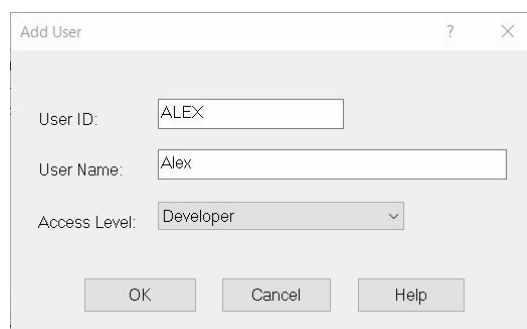 Add User ?
User ID: ALEX
User Name: Alex
Access Level: Developer
OK Cancel Help